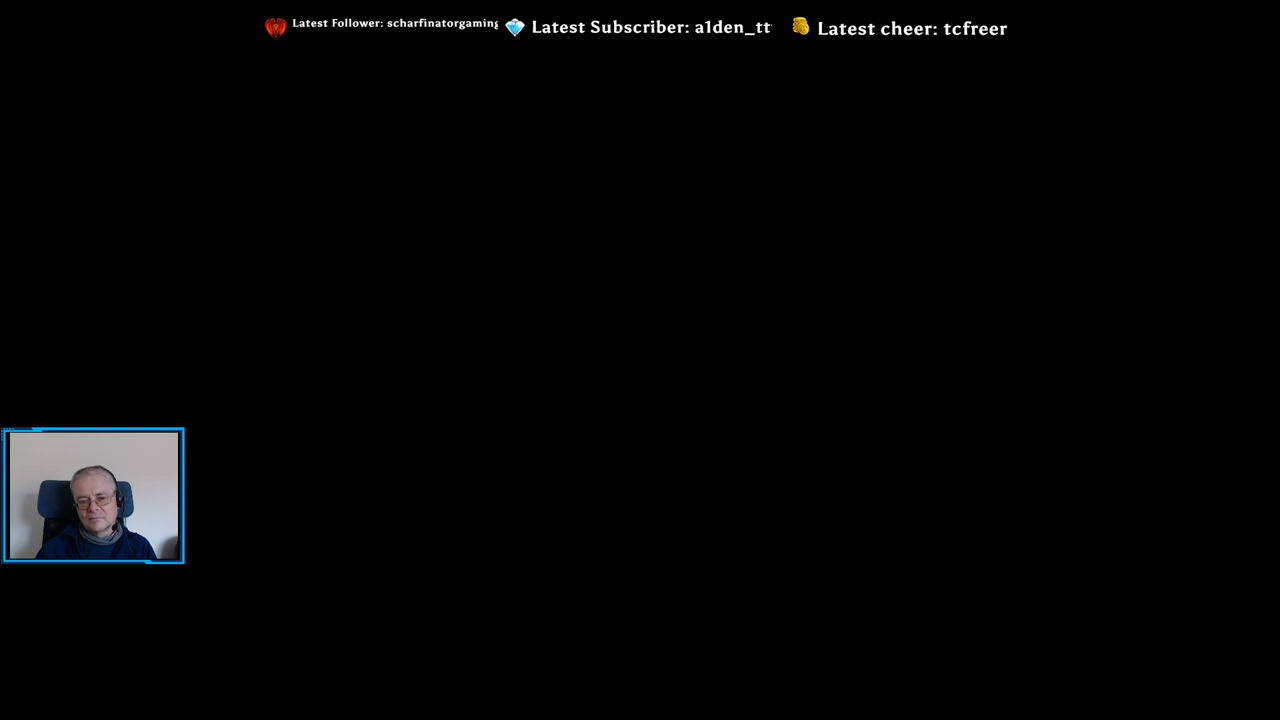 Latest Follower: scharfinatorgaming
Latest Subscriber: a1den_tt
Latest cheer: tcfreer